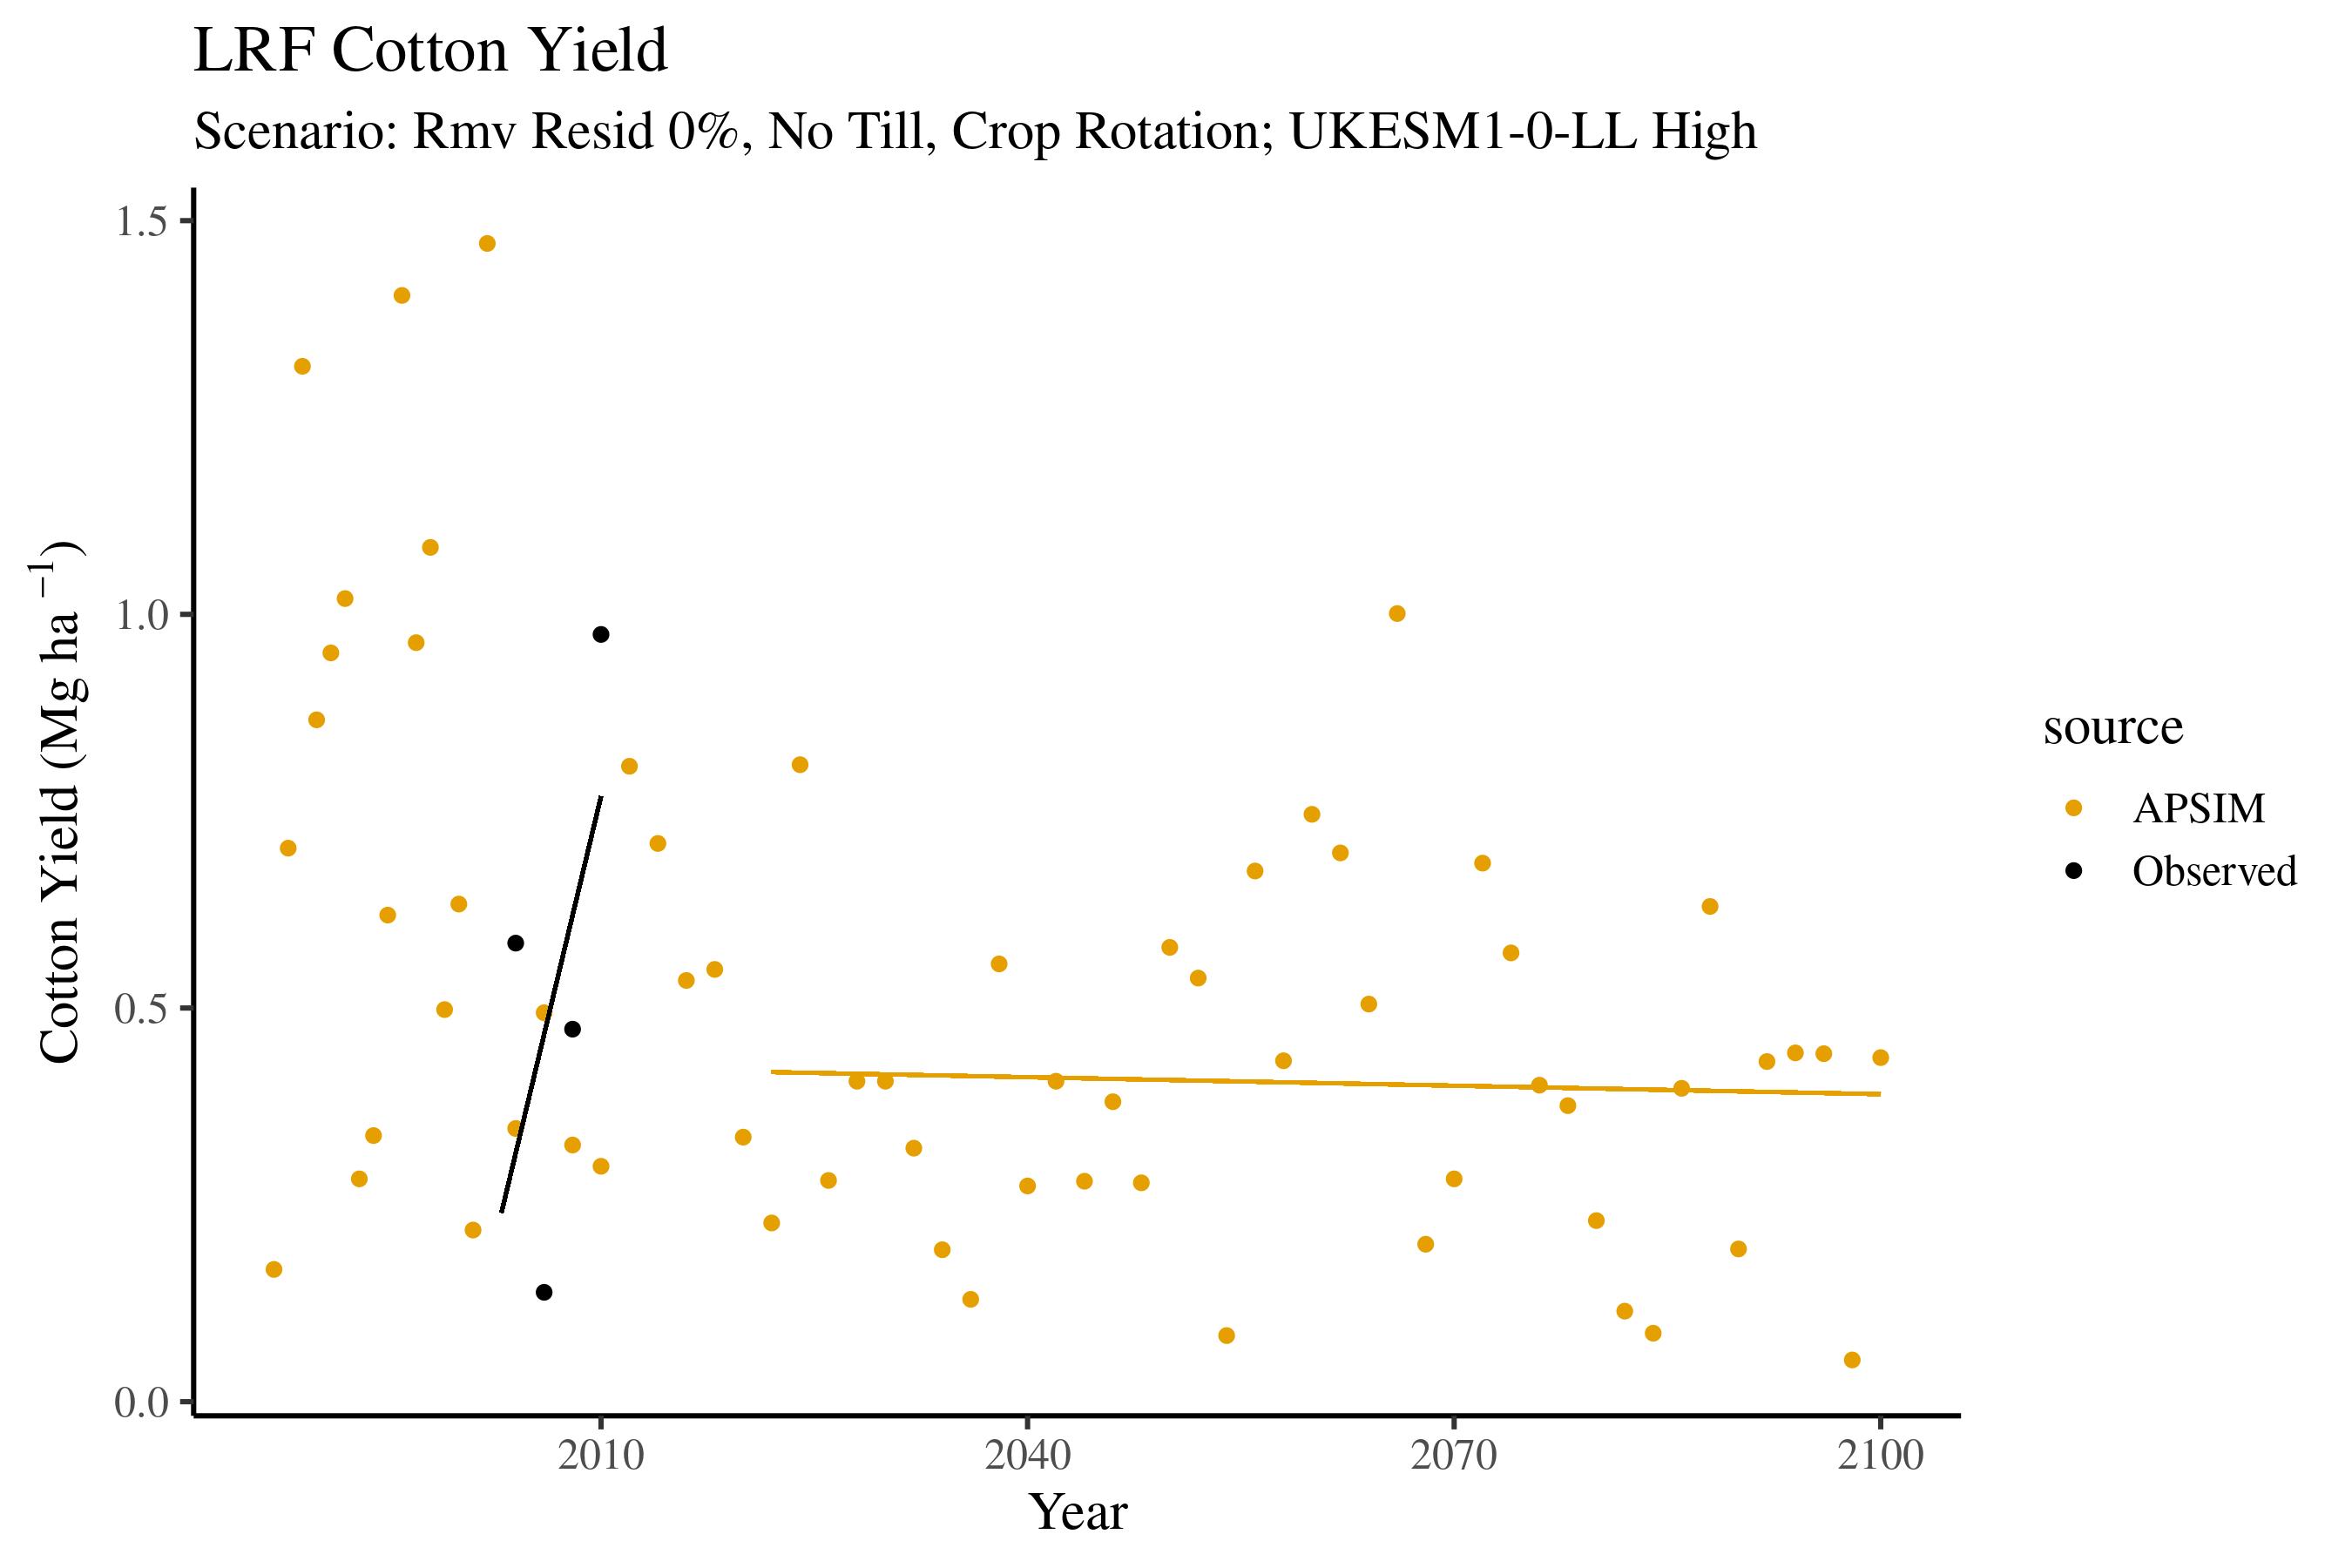 LRF Cotton Yield
Scenario: Rmv Resid 0%, No Till, Crop Rotation; UKESM1-0-LL High
Cotton Yield (Mg ha −1)
1.5
1.0
0.5
0.0
2010 2040 2070 2100
Year
source
APSIM
Observed